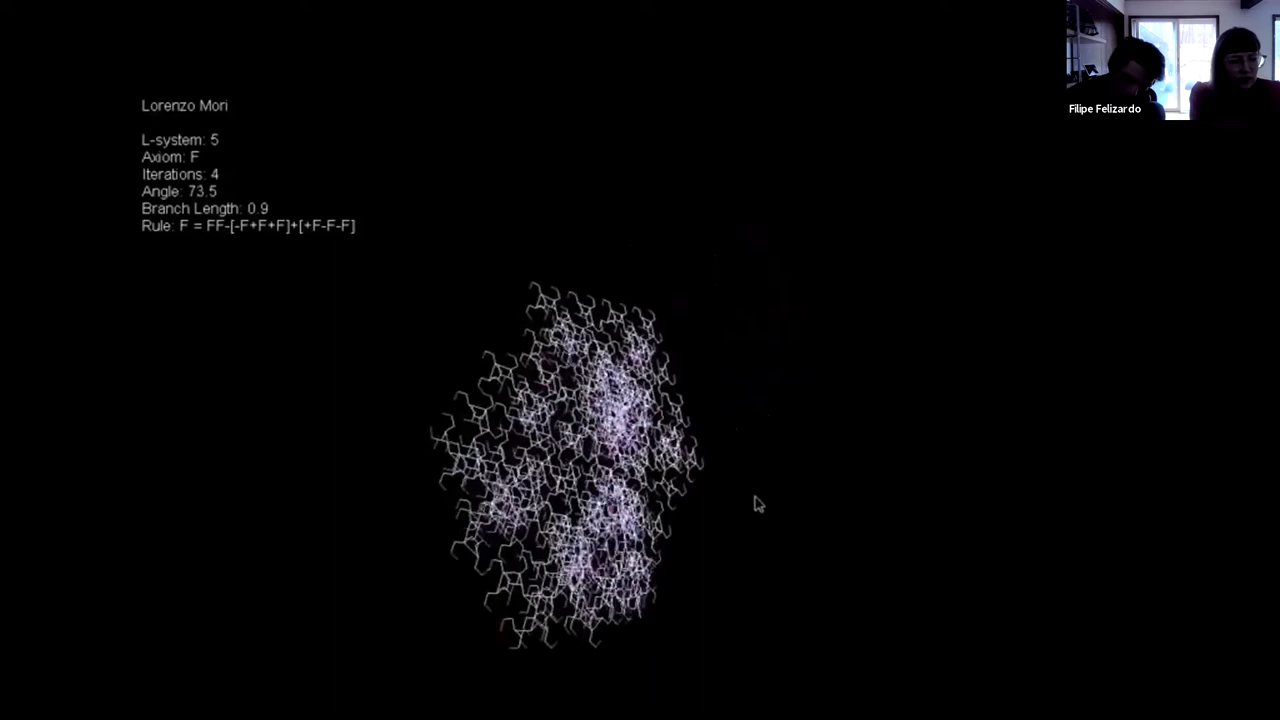 Lorenzo Mori
L-system: 5
Axiom: F
Iterations: 4
Angle: 73.5
Branch Length: 0.9
Rule: F = FF-[-F+F+F]+[+F-F-F]
Filipe Felizardo